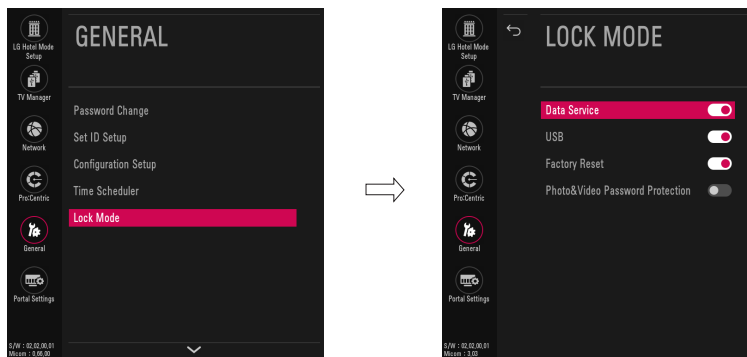 LG Hotel Mode
Setup
TV Manager
Network
Pro:Centric
General
Portal Settings
S/W : 02,02,00,01
Micom : 0.66,00
GENERAL
Password Change
Set ID Setup
Configuration Setup
Time Scheduler
Lock Mode
LG Hotel Mode
Setup
TV Manager
Network
Pro:Centric
General
Portal Settings
S/W : 02,02,00,01
Micom : 3,03
LOCK MODE
Data Service
USB
Factory Reset
Photo&Video Password Protection